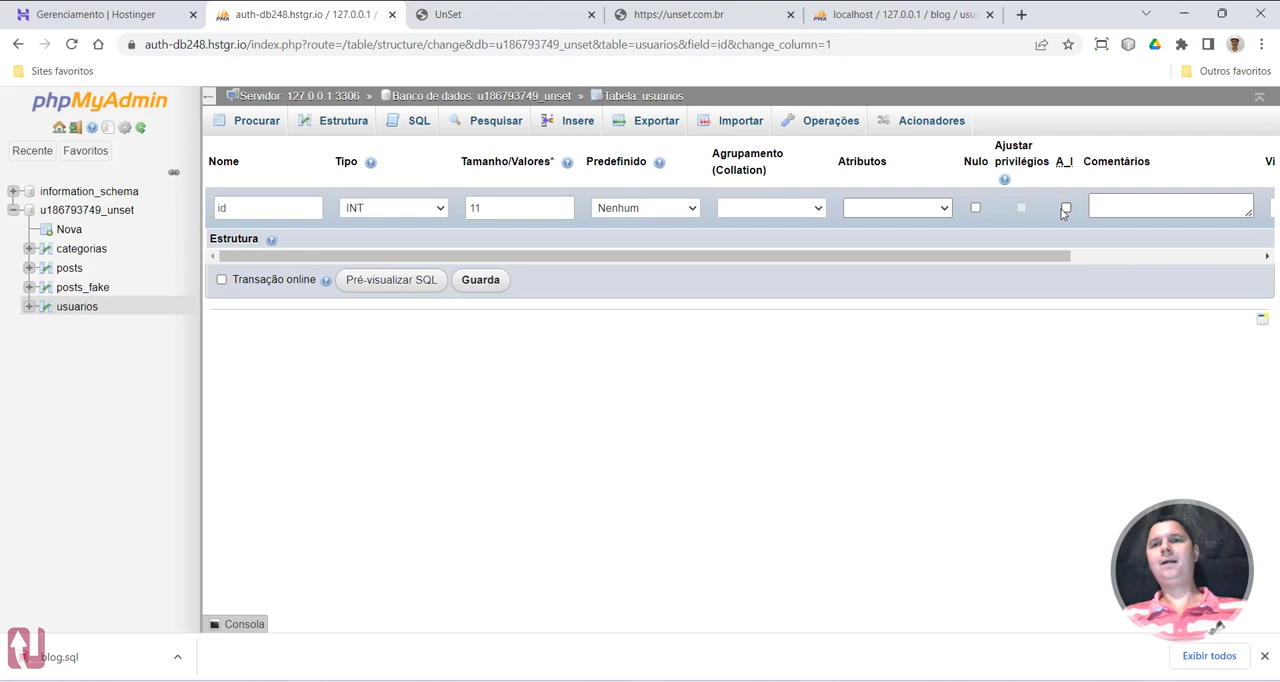 Gerenciamento | Hostinger
auth-db248.hstgr.io / 127.0.0.1 /
UnSet
https://unset.com.br
localhost / 127.0.0.1 / blog / usu
auth-db248.hstgr.io/index.php?route=/table/structure/change&db=u186793749_unset&table=usuarios&field=id&change_column=1
Sites favoritos
Outros favoritos
phpMyAdmin
Servidor: 127.0.0.1:3306 » Banco de dados: u186793749_unset » Tabela: usuarios
Procurar Estrutura SQL Pesquisar Insere Exportar Importar Operações Acionadores
Recente Favoritos
Nome Tipo Tamanho/Valores* Predefinido Agrupamento (Collation) Atributos Nulo Ajustar privilégios A_I Comentários Vi
information_schema
u186793749_unset
Nova
categorias
posts
posts_fake
usuarios
id INT 11 Nenhum
Estrutura
Transação online Pré-visualizar SQL Guarda
Consola
blog.sql
Exibir todos